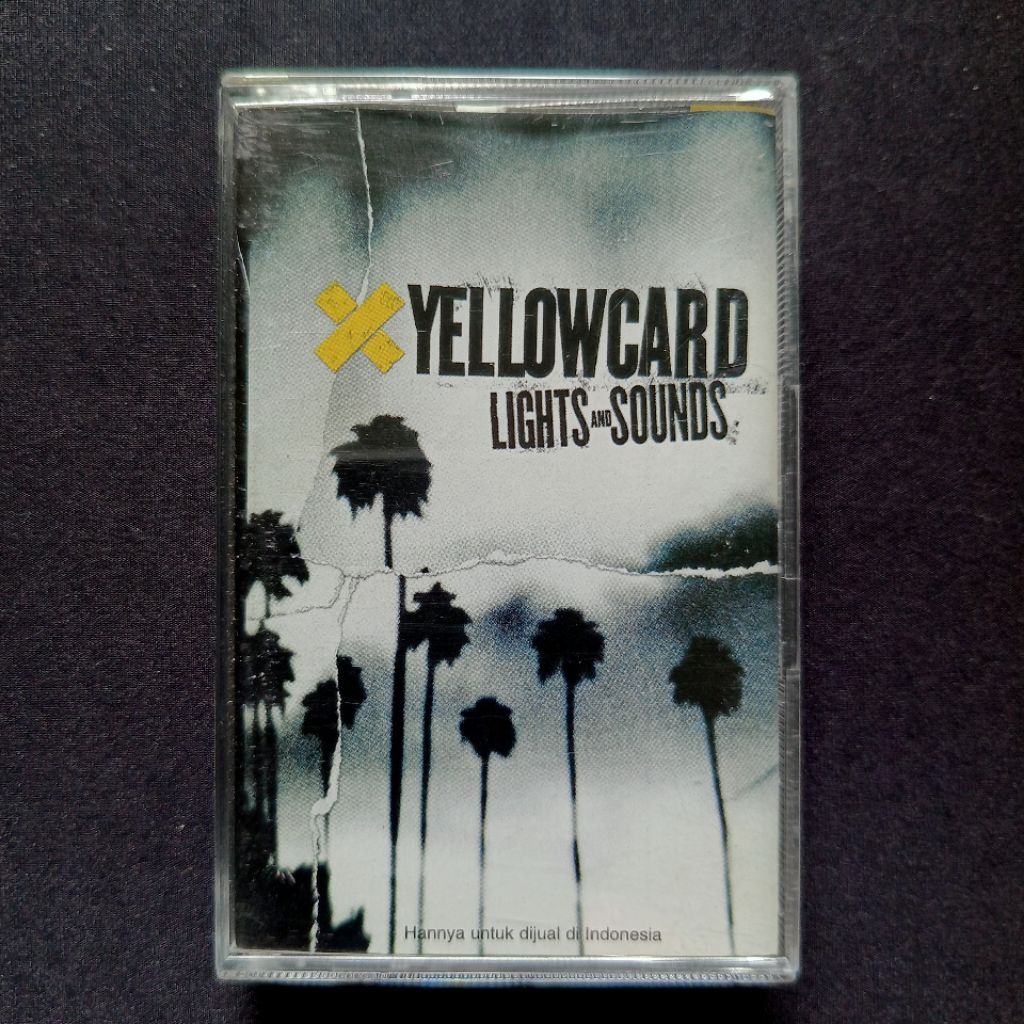 YELLOWCARD
LIGHTS AND SOUNDS
Hannya untuk dijual di Indonesia